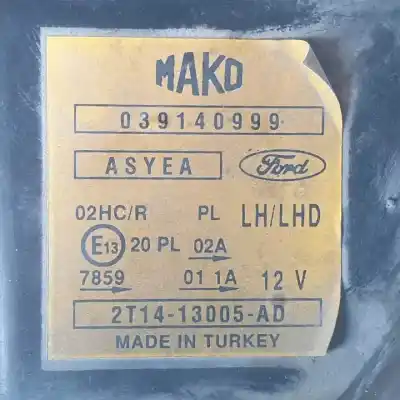 MAKO
039140999
ASYEA Ford
02HC/R PL LH/LHD
E13 20 PL 02A
7859 01 1A 12 V
2T14-13005-AD
MADE IN TURKEY